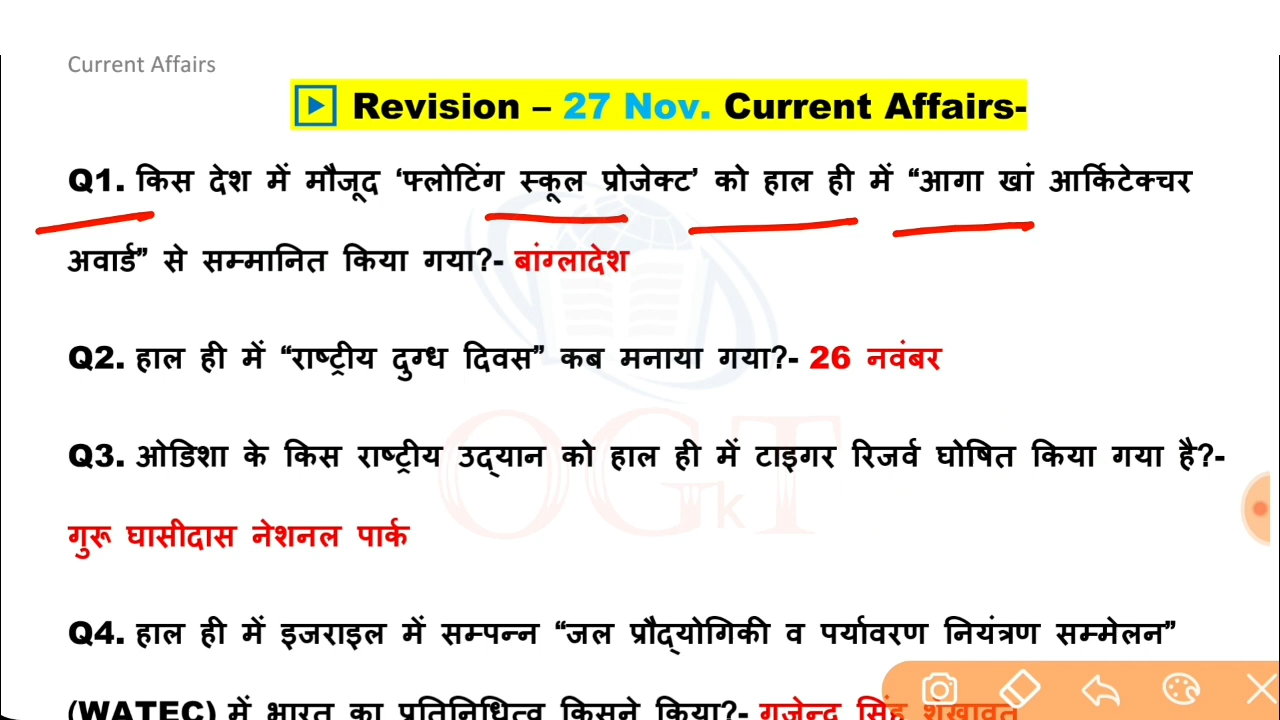 Current Affairs
Revision – 27 Nov. Current Affairs-
Q1. किस देश में मौजूद ‘फ्लोटिंग स्कूल प्रोजेक्ट’ को हाल ही में “आगा खां आर्किटेक्चर
अवार्ड” से सम्मानित किया गया?- बांग्लादेश
Q2. हाल ही में “राष्ट्रीय दुग्ध दिवस” कब मनाया गया?- 26 नवंबर
Q3. ओडिशा के किस राष्ट्रीय उद्यान को हाल ही में टाइगर रिजर्व घोषित किया गया है?-
गुरू घासीदास नेशनल पार्क
OGkT
Q4. हाल ही में इजराइल में सम्पन्न “जल प्रौद्योगिकी व पर्यावरण नियंत्रण सम्मेलन”
(WATEC) में भारत का प्रतिनिधित्व किसने किया?- गजेन्द्र सिंह शेखावत